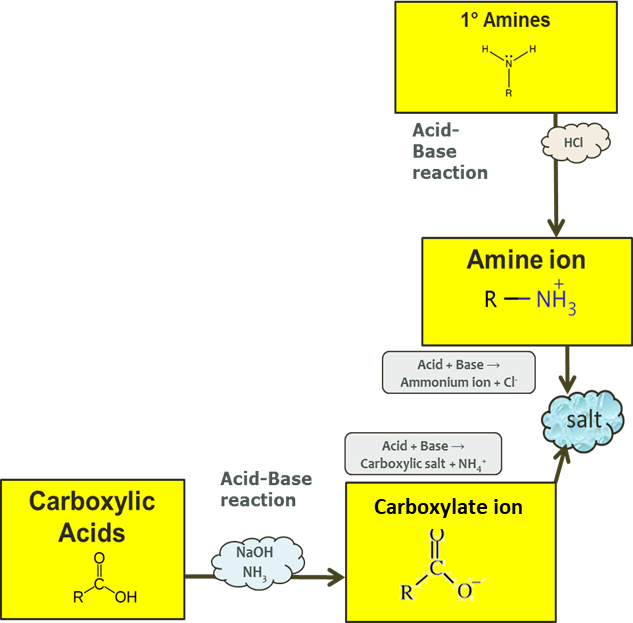 1° Amines
H H
N
R
Acid-
Base
reaction
HCl
Amine ion
R — NH₃⁺
Acid + Base →
Ammonium ion + Cl⁻
salt
Acid + Base →
Carboxylic salt + NH₄⁺
Acid-Base
reaction
Carboxylic
Acids
O
C
R OH
NaOH
NH₃
Carboxylate ion
O
C
R O⁻